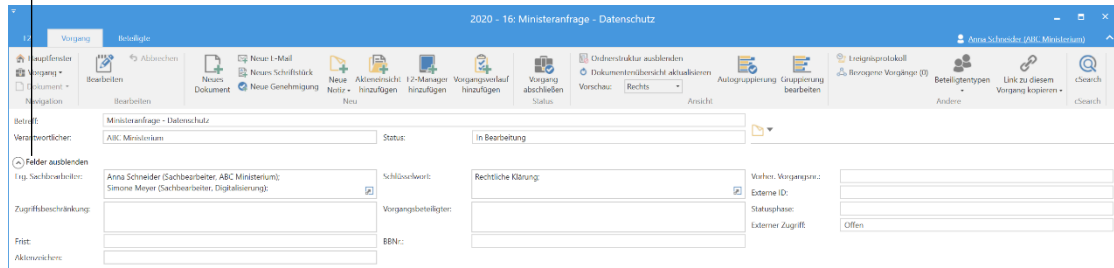 2020 - 16: Ministeranfrage - Datenschutz
F2 Vorgang Beteiligte
Anna Schneider (ABC Ministerium)
Hauptfenster
Vorgang
Dokument
Navigation
Bearbeiten
Abbrechen
Bearbeiten
Neues Dokument
Neue E-Mail
Neues Schriftstück
Neue Genehmigung
Neue Notiz
Akteneinsicht hinzufügen
F2-Manager hinzufügen
Vorgangsverlauf hinzufügen
Neu
Vorgang abschließen
Status
Ordnerstruktur ausblenden
Dokumentenübersicht aktualisieren
Vorschau: Rechts
Autogruppierung
Gruppierung bearbeiten
Ansicht
Ereignisprotokoll
Bezogene Vorgänge (0)
Beteiligtentypen
Link zu diesem Vorgang kopieren
Andere
cSearch
cSearch
Betreff: Ministeranfrage - Datenschutz
Verantwortlicher: ABC Ministerium Status: In Bearbeitung
Felder ausblenden
Erg. Sachbearbeiter: Anna Schneider (Sachbearbeiter, ABC Ministerium); Schlüsselwort: Rechtliche Klärung; Vorher. Vorgangsnr.:
Simone Meyer (Sachbearbeiter, Digitalisierung); Externe ID:
Zugriffsbeschränkung: Vorgangsbeteiligter: Statusphase:
Externer Zugriff: Offen
Frist: BBNr.:
Aktenzeichen: